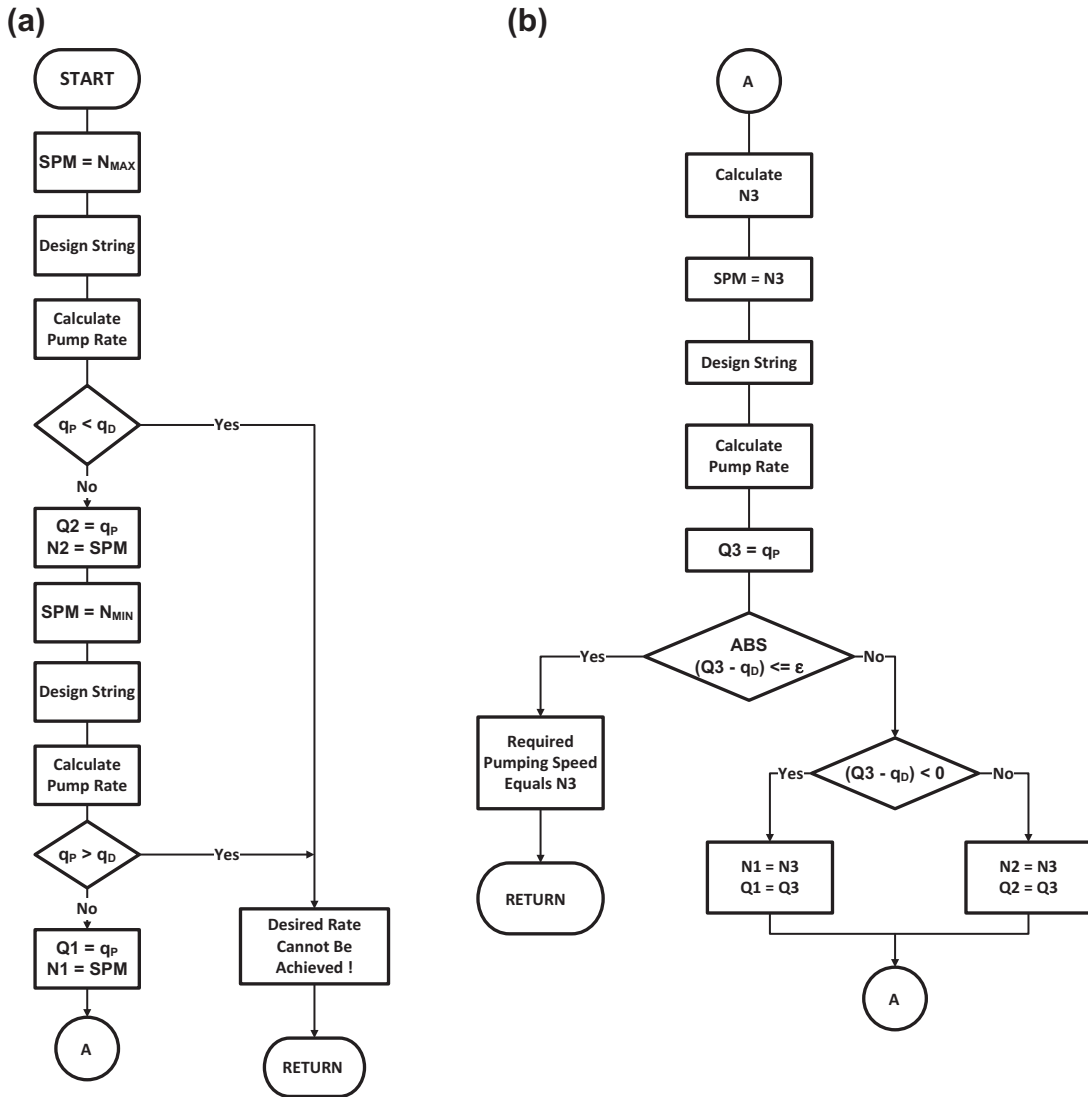 (a)
START
SPM = NMAX
Design String
Calculate
Pump Rate
qP < qD
Yes
No
Q2 = qP
N2 = SPM
SPM = NMIN
Design String
Calculate
Pump Rate
qP > qD
Yes
No
Q1 = qP
N1 = SPM
A
Desired Rate
Cannot Be
Achieved !
RETURN
(b)
A
Calculate
N3
SPM = N3
Design String
Calculate
Pump Rate
Q3 = qP
ABS
(Q3 - qD) <= ε
Yes
No
Required
Pumping Speed
Equals N3
RETURN
(Q3 - qD) < 0
Yes
No
N1 = N3
Q1 = Q3
N2 = N3
Q2 = Q3
A